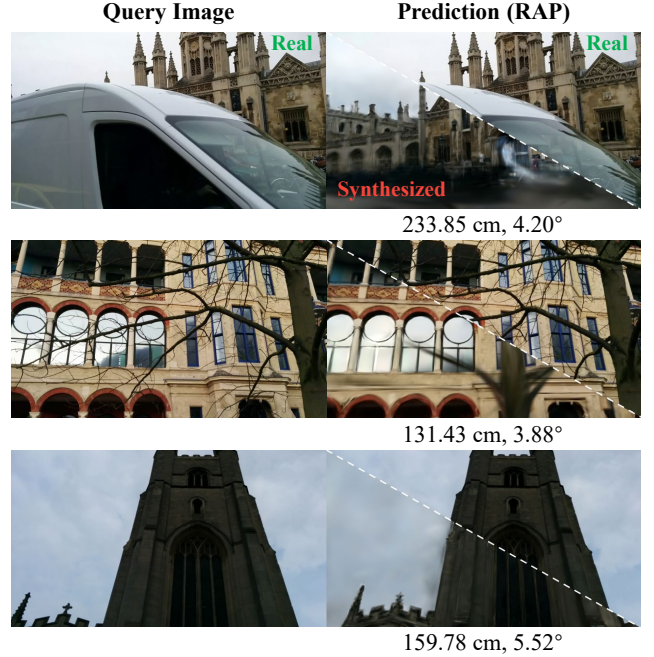 Query Image
Prediction (RAP)
Real
Real
Synthesized
233.85 cm, 4.20°
131.43 cm, 3.88°
159.78 cm, 5.52°